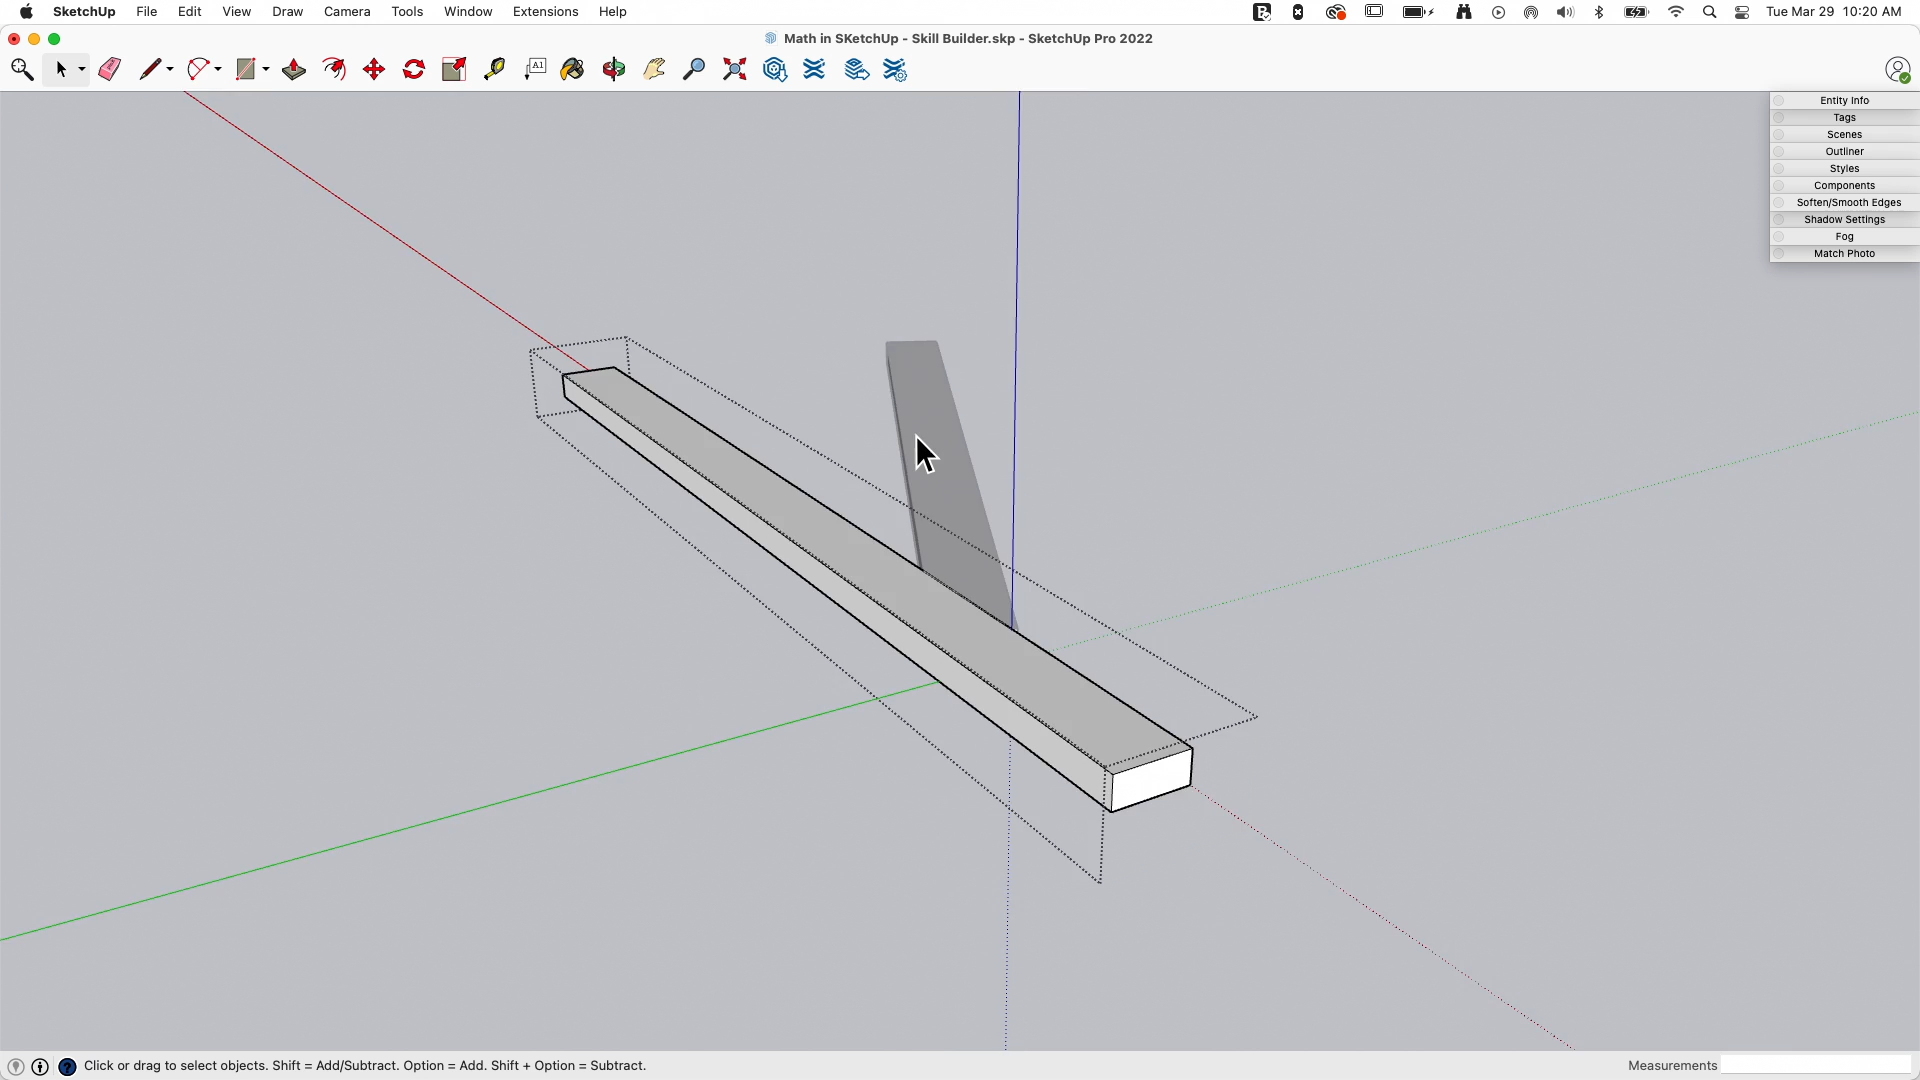 SketchUp File Edit View Draw Camera Tools Window Extensions Help Tue Mar 29 10:20 AM
Math in SKetchUp - Skill Builder.skp - SketchUp Pro 2022
A1
Entity Info
Tags
Scenes
Outliner
Styles
Components
Soften/Smooth Edges
Shadow Settings
Fog
Match Photo
Click or drag to select objects. Shift = Add/Subtract. Option = Add. Shift + Option = Subtract. Measurements